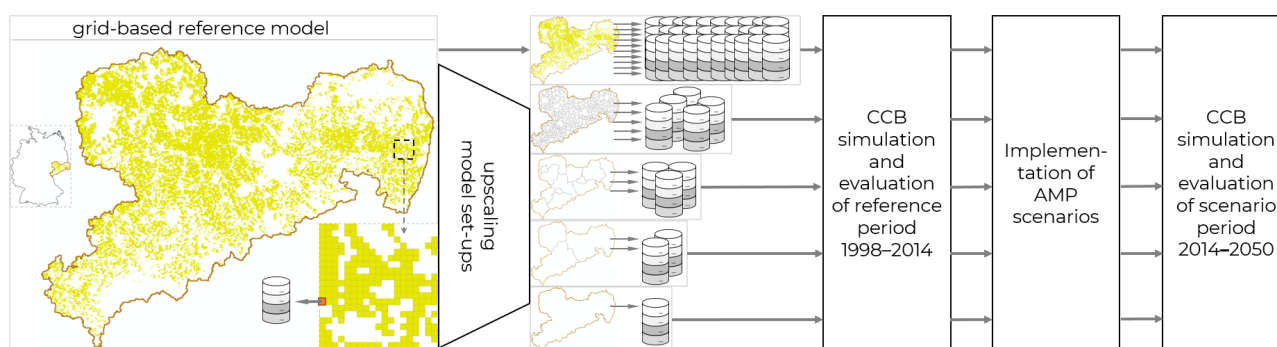 grid-based reference model
upscaling
model set-ups
CCB
simulation
and
evaluation
of reference
period
1998–2014
Implemen-
tation of
AMP
scenarios
CCB
simulation
and
evaluation
of scenario
period
2014–2050